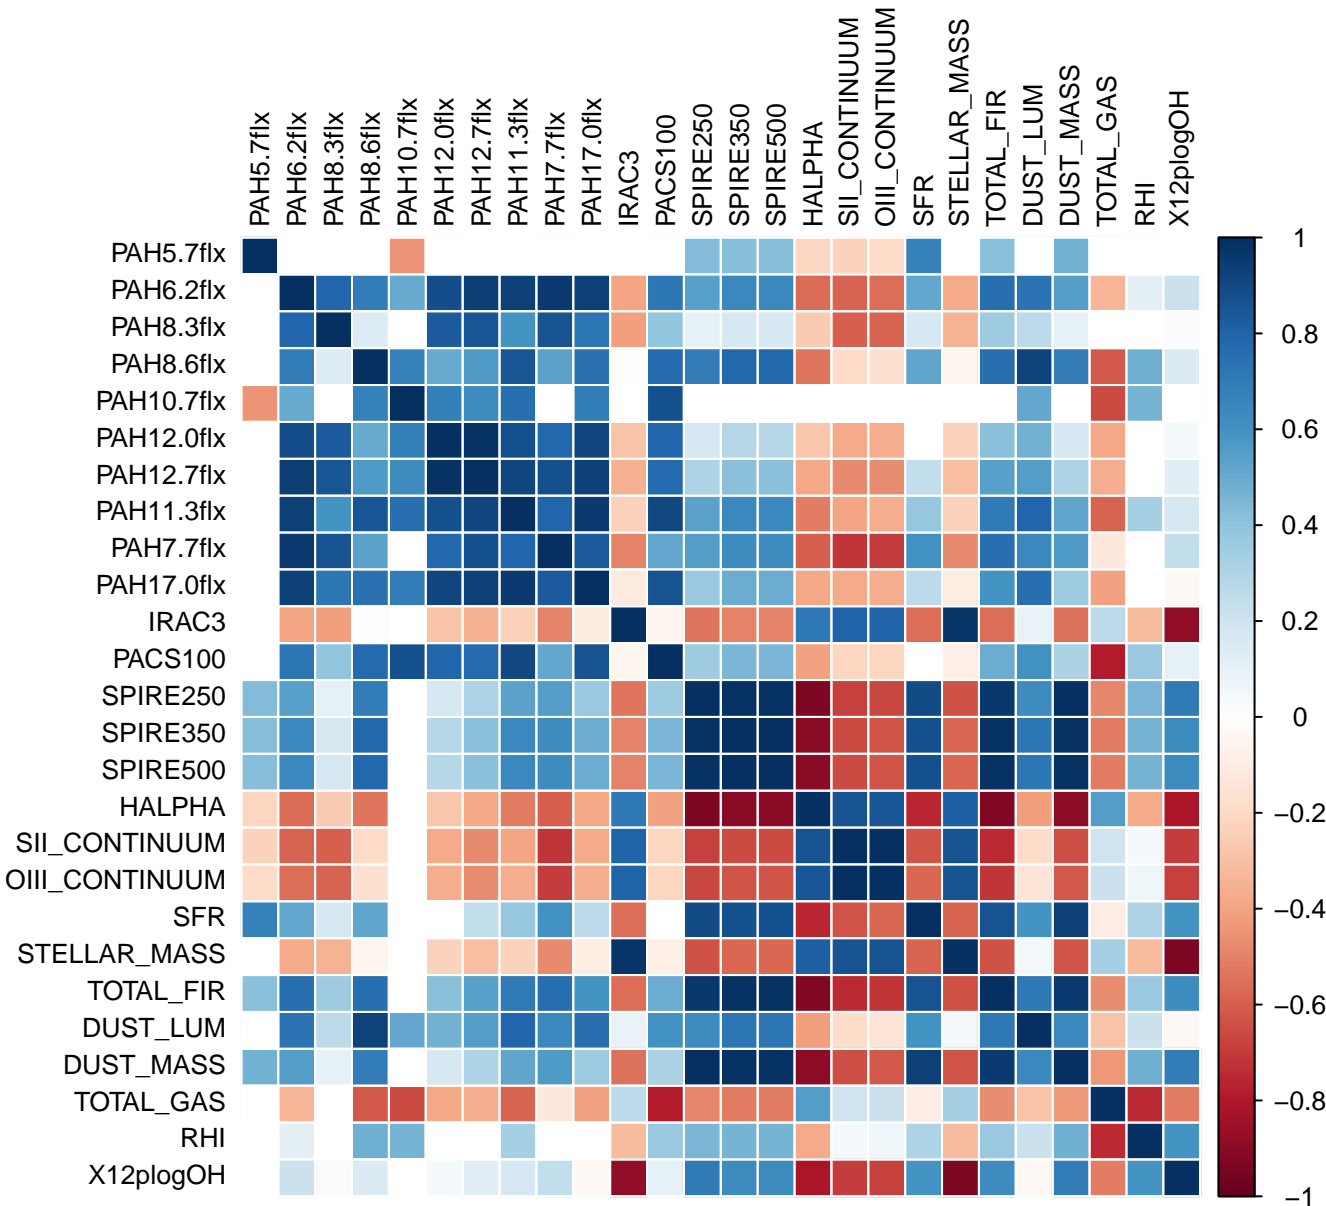 PAH5.7flx
PAH6.2flx
PAH8.3flx
PAH8.6flx
PAH10.7flx
PAH12.0flx
PAH12.7flx
PAH11.3flx
PAH7.7flx
PAH17.0flx
IRAC3
PACS100
SPIRE250
SPIRE350
SPIRE500
HALPHA
SII_CONTINUUM
OIII_CONTINUUM
SFR
STELLAR_MASS
TOTAL_FIR
DUST_LUM
DUST_MASS
TOTAL_GAS
RHI
X12plogOH
PAH5.7flx
PAH6.2flx
PAH8.3flx
PAH8.6flx
PAH10.7flx
PAH12.0flx
PAH12.7flx
PAH11.3flx
PAH7.7flx
PAH17.0flx
IRAC3
PACS100
SPIRE250
SPIRE350
SPIRE500
HALPHA
SII_CONTINUUM
OIII_CONTINUUM
SFR
STELLAR_MASS
TOTAL_FIR
DUST_LUM
DUST_MASS
TOTAL_GAS
RHI
X12plogOH
1
0.8
0.6
0.4
0.2
0
−0.2
−0.4
−0.6
−0.8
−1